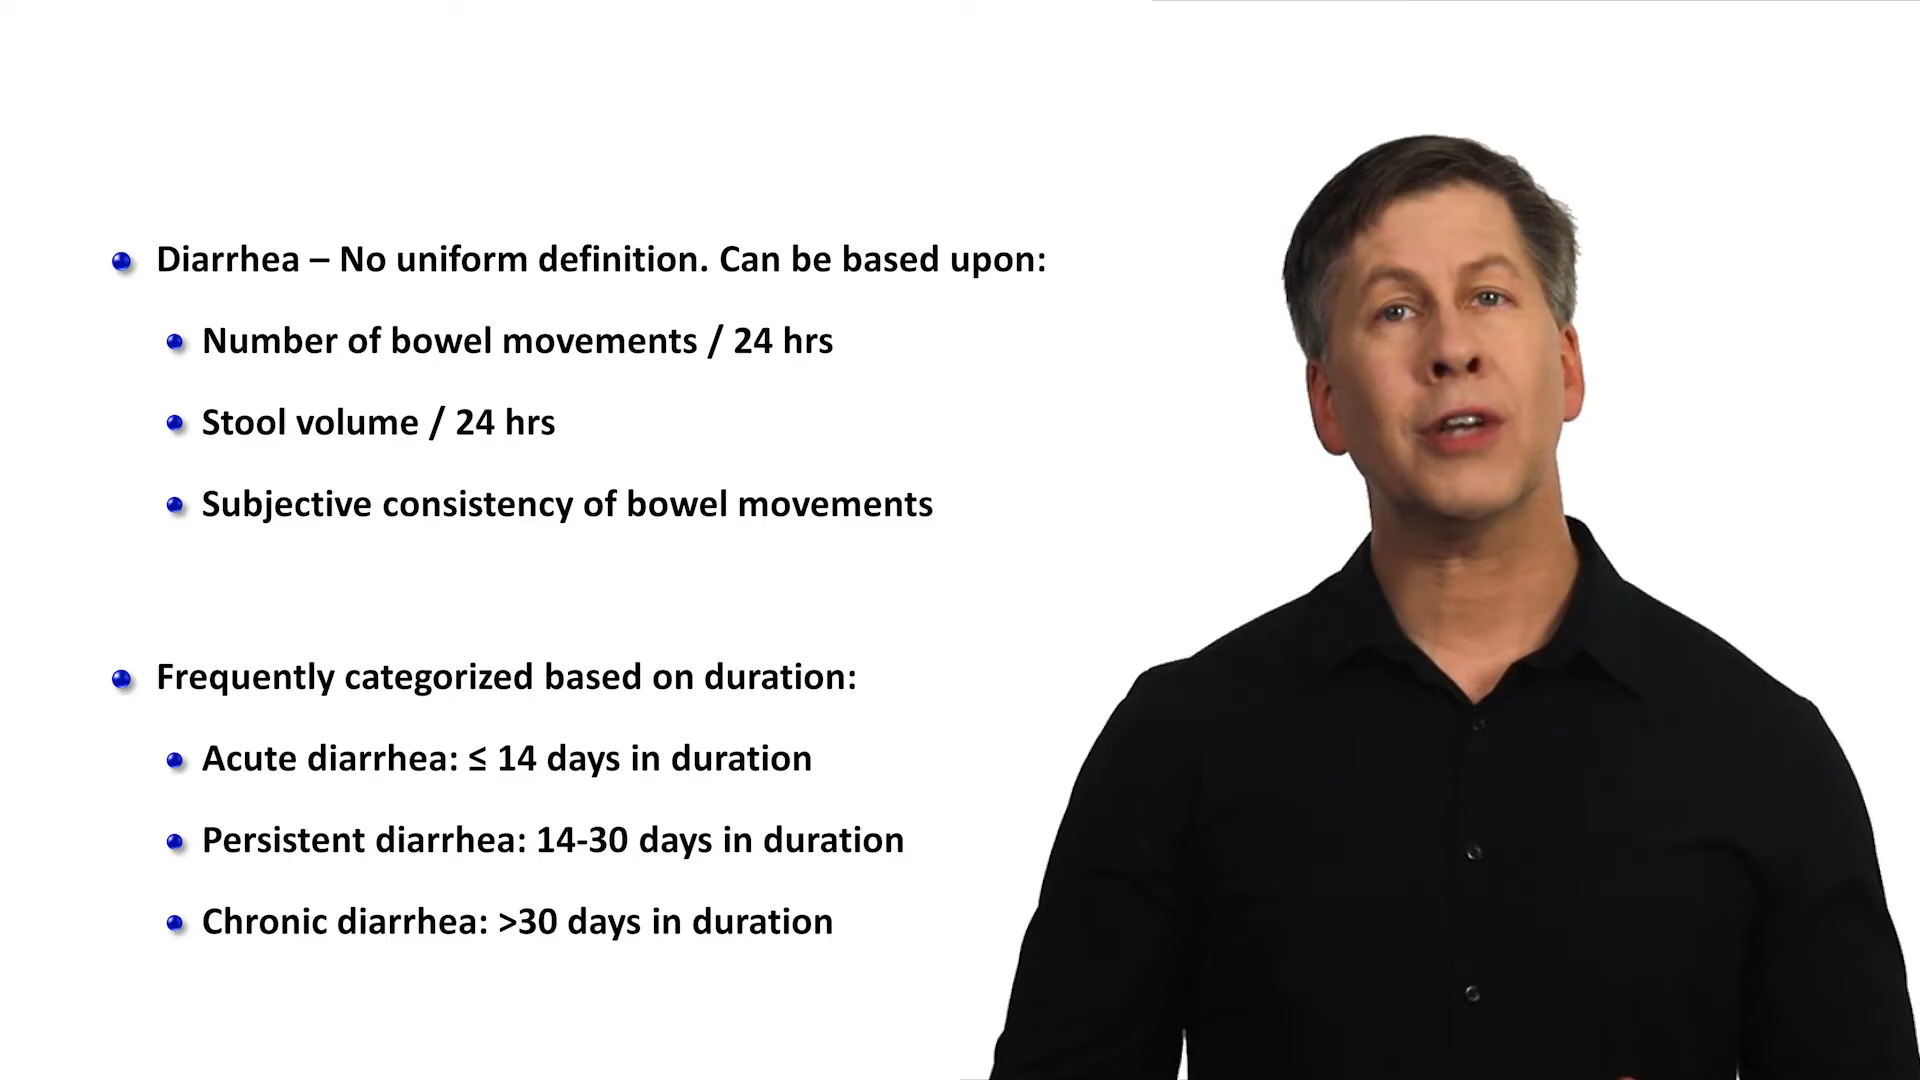 Diarrhea – No uniform definition. Can be based upon:
Number of bowel movements / 24 hrs
Stool volume / 24 hrs
Subjective consistency of bowel movements
Frequently categorized based on duration:
Acute diarrhea: ≤ 14 days in duration
Persistent diarrhea: 14-30 days in duration
Chronic diarrhea: >30 days in duration